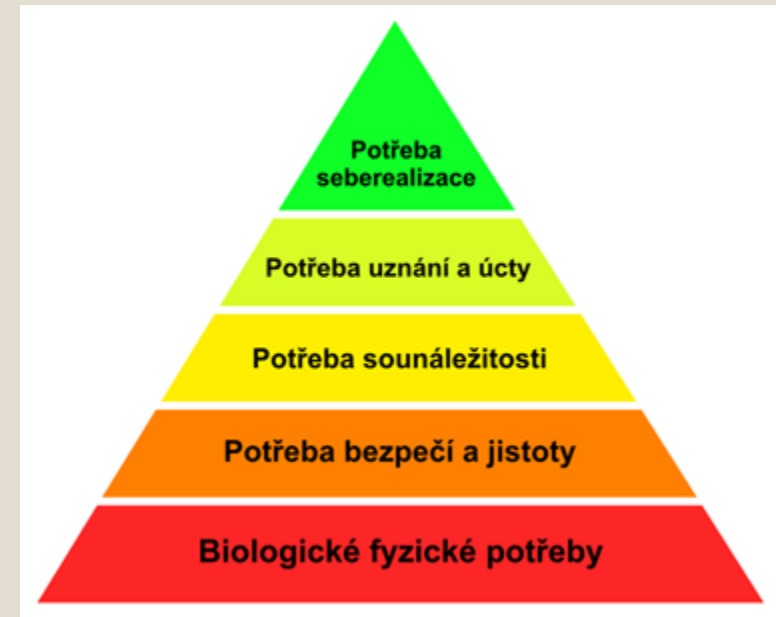 Potřeba
seberealizace
Potřeba uznání a úcty
Potřeba sounáležitosti
Potřeba bezpečí a jistoty
Biologické fyzické potřeby